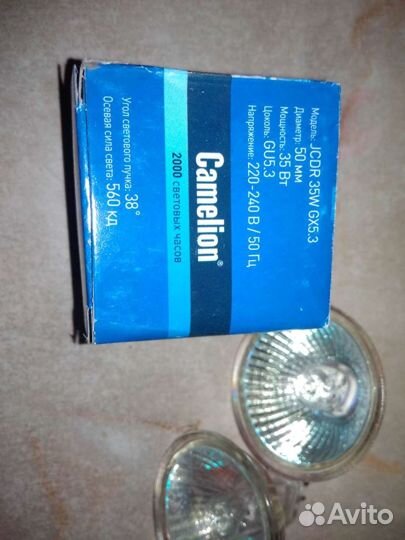 Модель: JCDR 35W GX5.3
Диаметр: 50 мм
Мощность: 35 Вт
Цоколь: GU5.3
Напряжение: 220-240 В / 50 Гц
Camelion®
2000 световых часов
Угол светового пучка: 38°
Осевая сила света: 560 кд
Avito